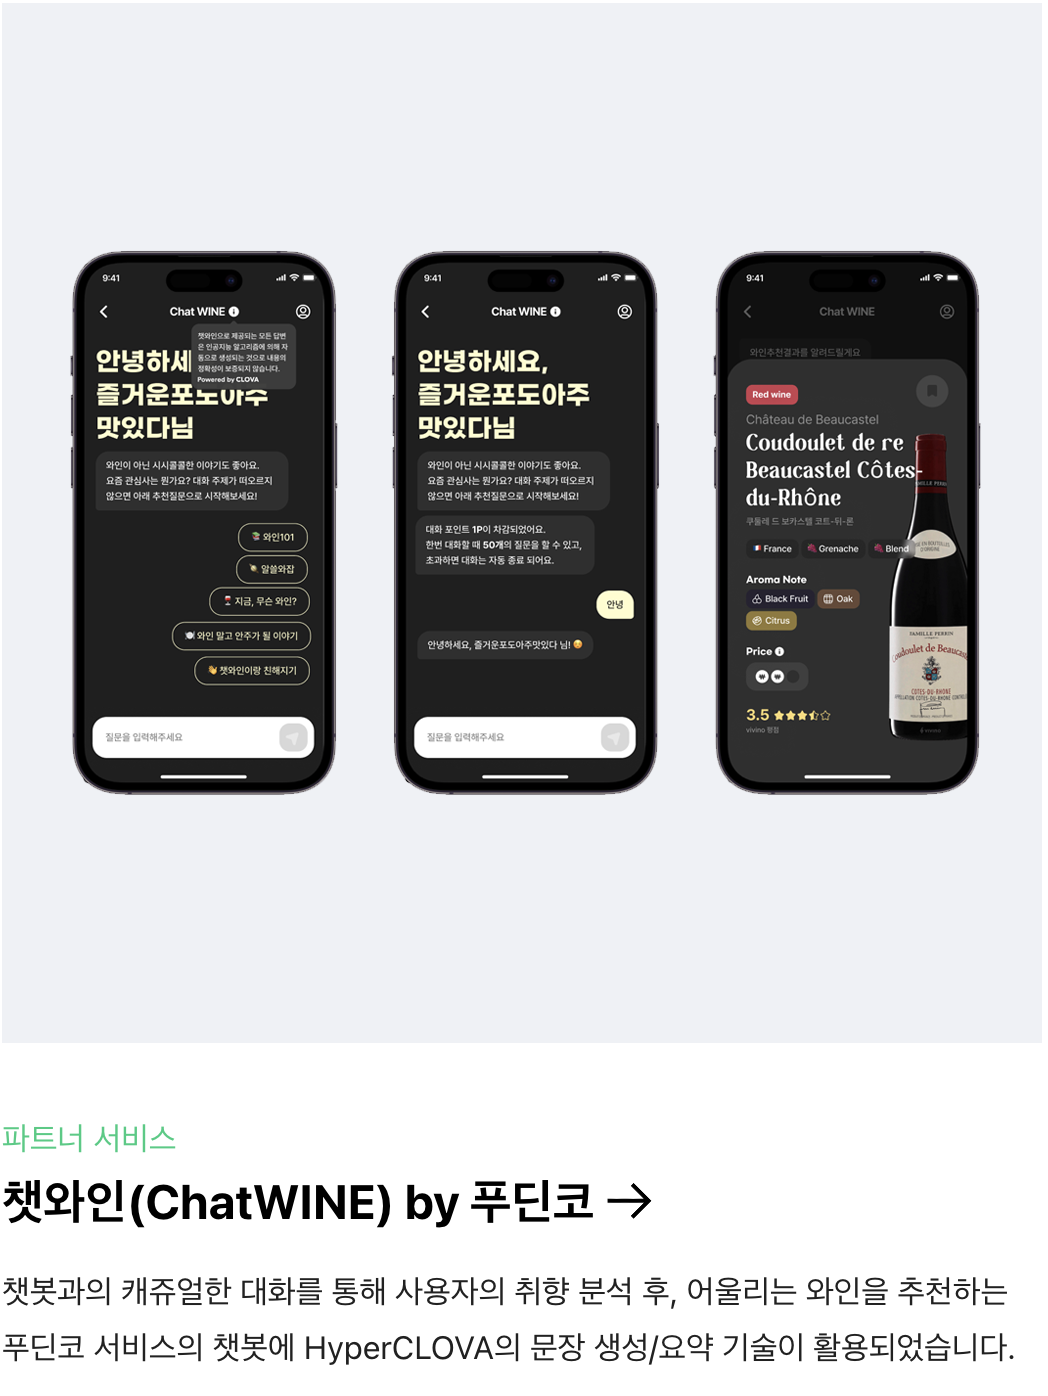 9:41
Chat WINE
챗와인으로 제공되는 모든 답변
은 인공지능 알고리즘에 의해 자
동으로 생성되는 것으로 내용의
정확성이 보증되지 않습니다.
Powered by CLOVA
안녕하세
즐거운포도아주
맛있다님
와인이 아닌 시시콜콜한 이야기도 좋아요.
요즘 관심사는 뭔가요? 대화 주제가 떠오르지
않으면 아래 추천질문으로 시작해보세요!
와인101
알쓸와잡
지금, 무슨 와인?
와인 말고 안주가 될 이야기
챗와인이랑 친해지기
질문을 입력해주세요
9:41
Chat WINE
안녕하세요,
즐거운포도아주
맛있다님
와인이 아닌 시시콜콜한 이야기도 좋아요.
요즘 관심사는 뭔가요? 대화 주제가 떠오르지
않으면 아래 추천질문으로 시작해보세요!
대화 포인트 1P이 차감되었어요.
한번 대화할 때 50개의 질문을 할 수 있고,
초과하면 대화는 자동 종료 되어요.
안녕
안녕하세요, 즐거운포도아주맛있다 님! 😊
질문을 입력해주세요
9:41
Chat WINE
와인추천결과를 알려드릴게요
Red wine
Château de Beaucastel
Coudoulet de re
Beaucastel Côtes-
du-Rhône
쿠둘레 드 보카스텔 코트-뒤-론
France Grenache Blend
Aroma Note
Black Fruit Oak
Citrus
Price
3.5
vivino 평점
FAMILLE PERRIN
Coudoulet de Beaucas
COTES-DU-RHONE
파트너 서비스
챗와인(ChatWINE) by 푸딘코 →
챗봇과의 캐쥬얼한 대화를 통해 사용자의 취향 분석 후, 어울리는 와인을 추천하는
푸딘코 서비스의 챗봇에 HyperCLOVA의 문장 생성/요약 기술이 활용되었습니다.